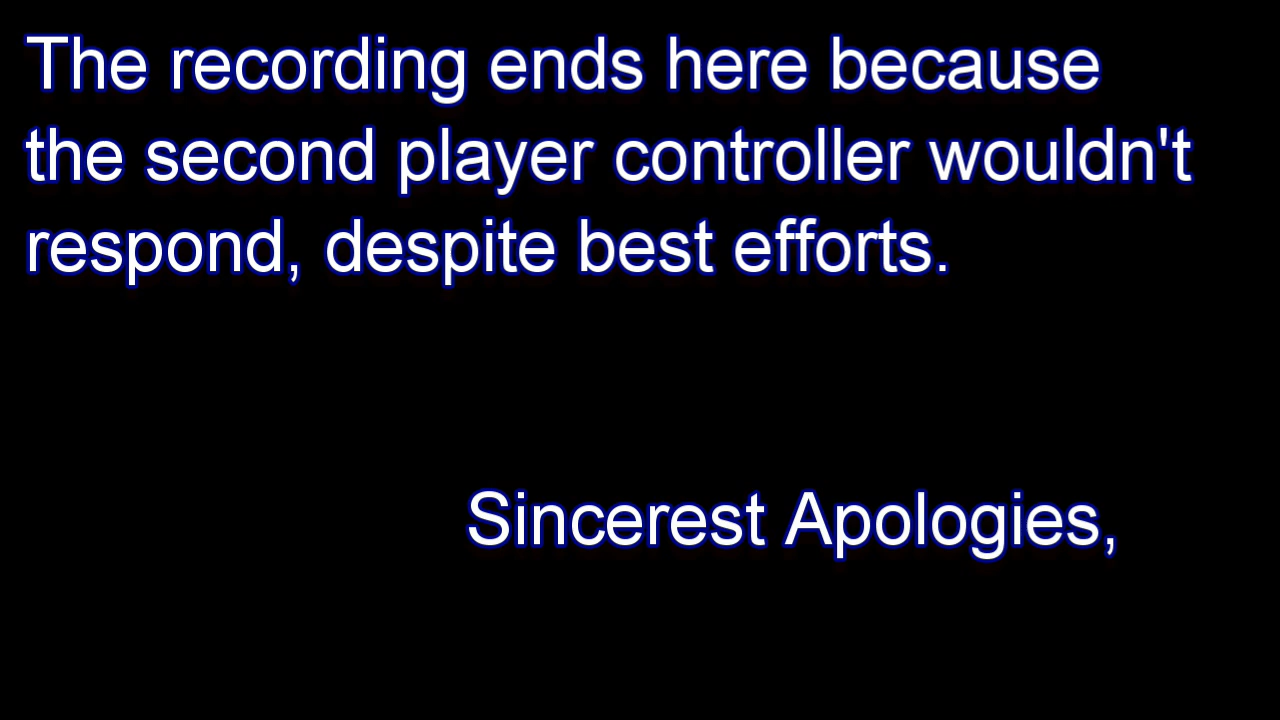 The recording ends here because
the second player controller wouldn't
respond, despite best efforts.
Sincerest Apologies,